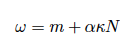 ω = m + ακN